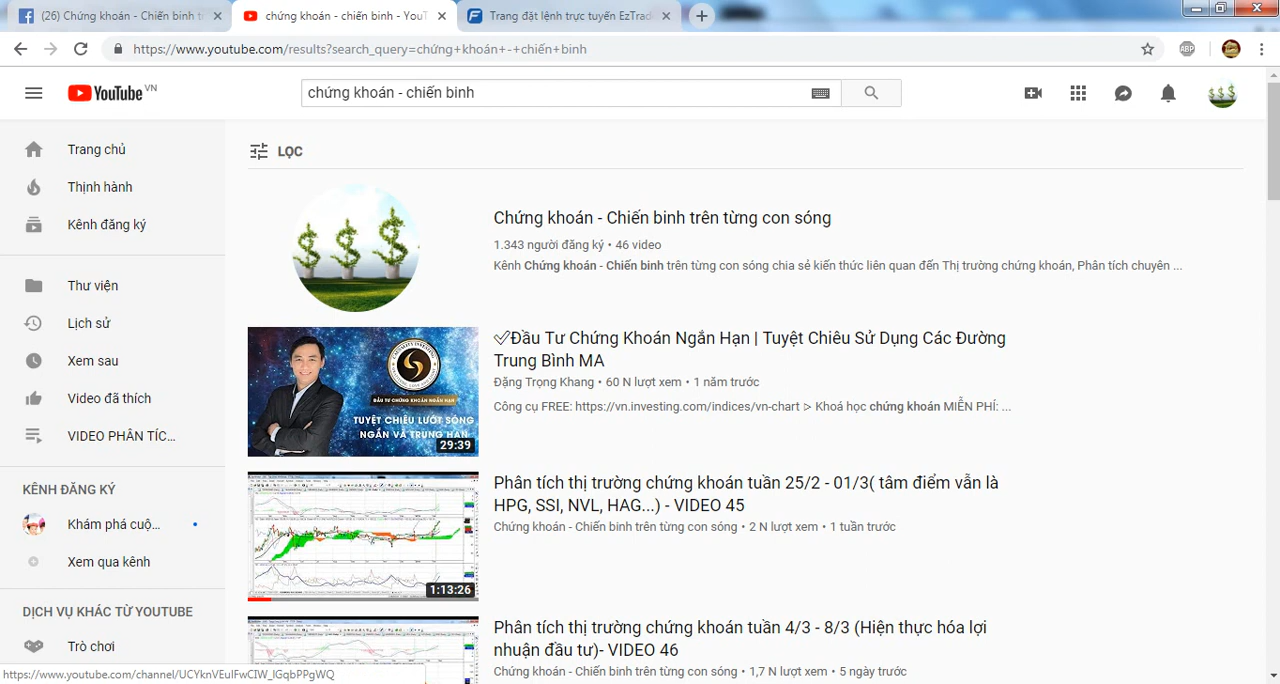 (26) Chứng khoán - Chiến binh tr
chứng khoán - chiến binh - YouT
Trang đặt lệnh trực tuyến EzTrad
https://www.youtube.com/results?search_query=chứng+khoán+-+chiến+binh
ABP
YouTube VN
chứng khoán - chiến binh
Trang chủ
Thịnh hành
Kênh đăng ký
Thư viện
Lịch sử
Xem sau
Video đã thích
VIDEO PHÂN TÍC...
KÊNH ĐĂNG KÝ
Khám phá cuộ...
Xem qua kênh
DỊCH VỤ KHÁC TỪ YOUTUBE
Trò chơi
LỌC
Chứng khoán - Chiến binh trên từng con sóng
1.343 người đăng ký • 46 video
Kênh Chứng khoán - Chiến binh trên từng con sóng chia sẻ kiến thức liên quan đến Thị trường chứng khoán, Phân tích chuyên ...
ĐẦU TƯ CHỨNG KHOÁN NGẮN HẠN
TUYỆT CHIÊU LƯỚT SÓNG
NGẮN VÀ TRUNG HẠN
29:39
✓Đầu Tư Chứng Khoán Ngắn Hạn | Tuyệt Chiêu Sử Dụng Các Đường
Trung Bình MA
Đặng Trọng Khang • 60 N lượt xem • 1 năm trước
Công cụ FREE: https://vn.investing.com/indices/vn-chart > Khoá học chứng khoán MIỄN PHÍ: ...
1:13:26
Phân tích thị trường chứng khoán tuần 25/2 - 01/3( tâm điểm vẫn là
HPG, SSI, NVL, HAG...) - VIDEO 45
Chứng khoán - Chiến binh trên từng con sóng • 2 N lượt xem • 1 tuần trước
Phân tích thị trường chứng khoán tuần 4/3 - 8/3 (Hiện thực hóa lợi
nhuận đầu tư)- VIDEO 46
Chứng khoán - Chiến binh trên từng con sóng • 1,7 N lượt xem • 5 ngày trước